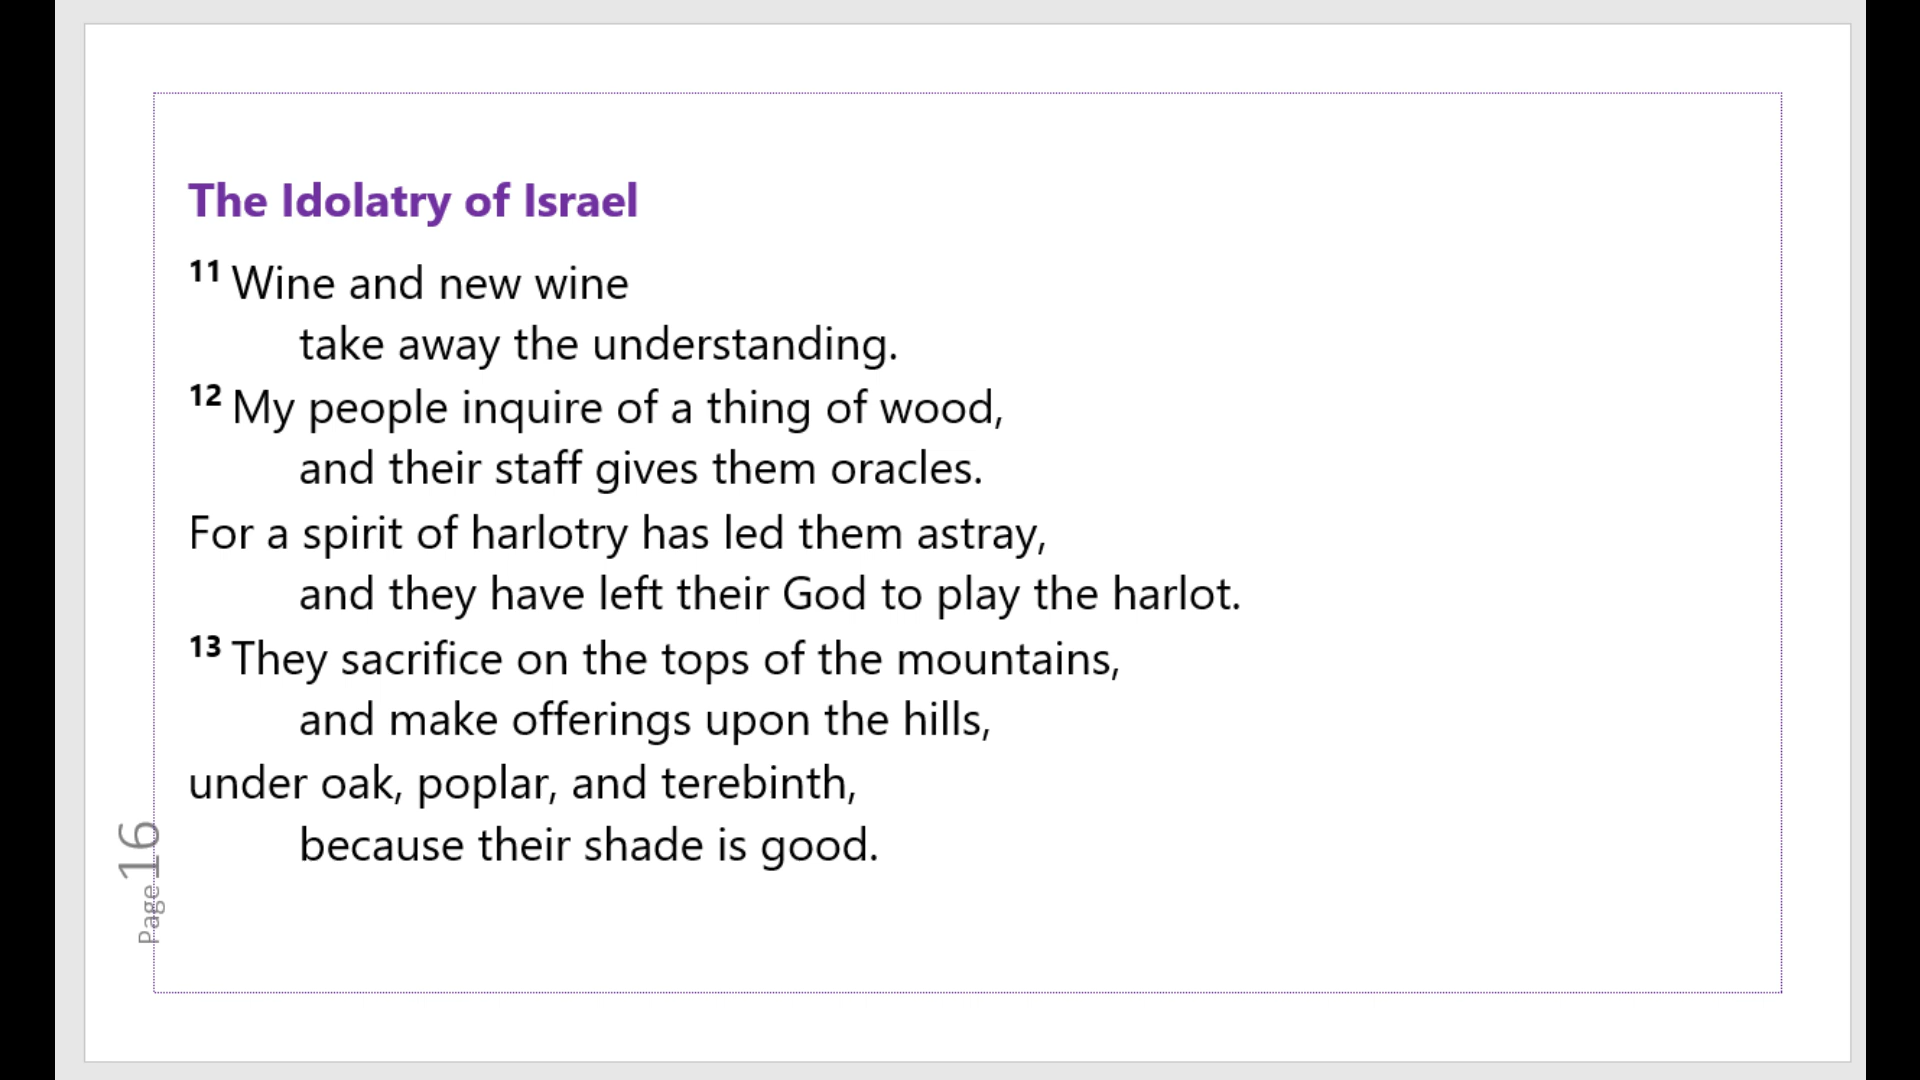 The Idolatry of Israel
11 Wine and new wine
take away the understanding.
12 My people inquire of a thing of wood,
and their staff gives them oracles.
For a spirit of harlotry has led them astray,
and they have left their God to play the harlot.
13 They sacrifice on the tops of the mountains,
and make offerings upon the hills,
under oak, poplar, and terebinth,
because their shade is good.
Page 16